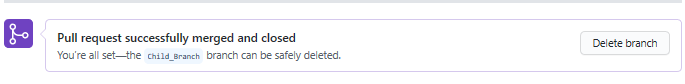 Pull request successfully merged and closed
You're all set—the Child_Branch branch can be safely deleted.
Delete branch